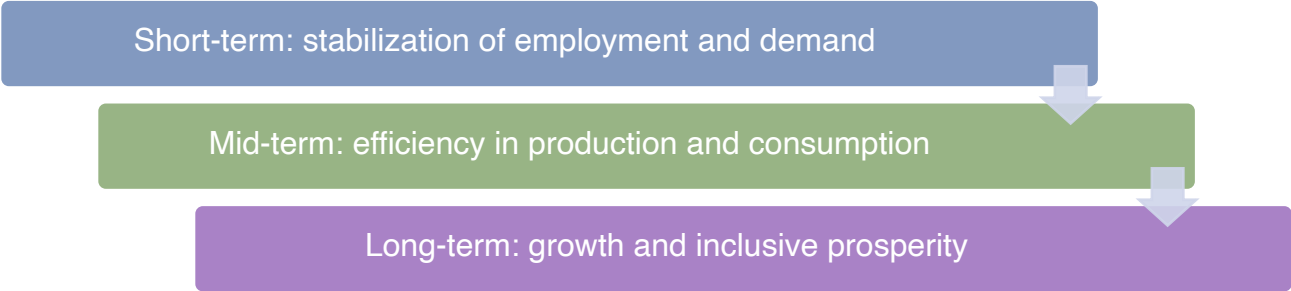 Short-term: stabilization of employment and demand
Mid-term: efficiency in production and consumption
Long-term: growth and inclusive prosperity